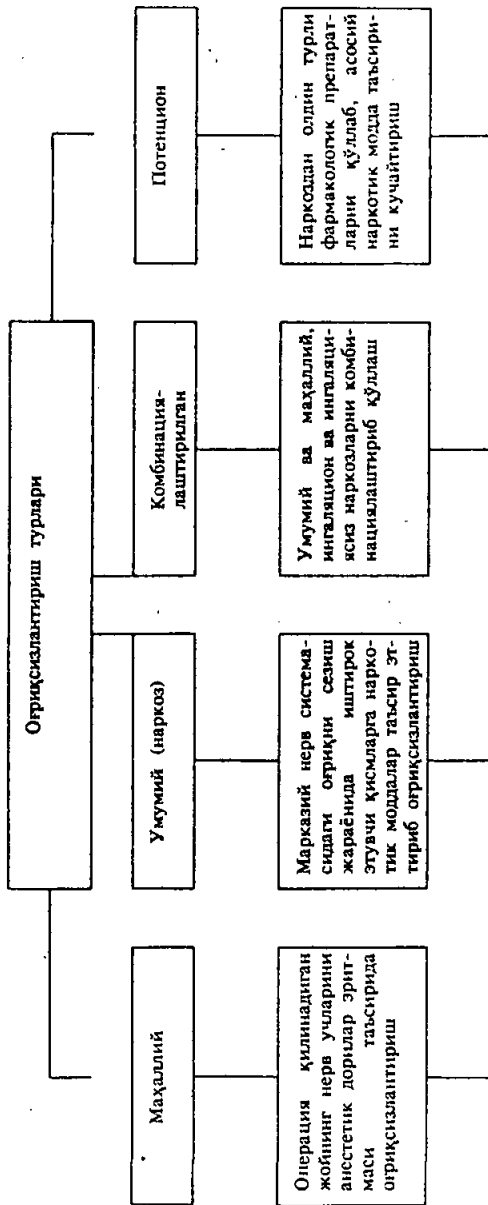 Оғриқсизлантириш турлари
Маҳаллий
Умумий (наркоз)
Комбинация-
лаштирилган
Потенцион
Операция қилинадиган
жойнинг нерв учларини
анестетик дорилар эрит-
маси таъсирида
оғриқсизлантириш
Марказий нерв система-
сидаги оғриқни сезиш
жараёнида иштирок
этувчи қисмларга нарко-
тик моддалар таъсир эт-
тириб оғриқсизлантириш
Умумий ва маҳаллий,
ингаляцион ва ингаляци-
ясиз наркозларни комби-
нациялаштириб қўллаш
Наркоздан олдин турли
фармакологик препарат-
ларни қўллаб, асосий
наркотик модда таъсири-
ни кучайтириш